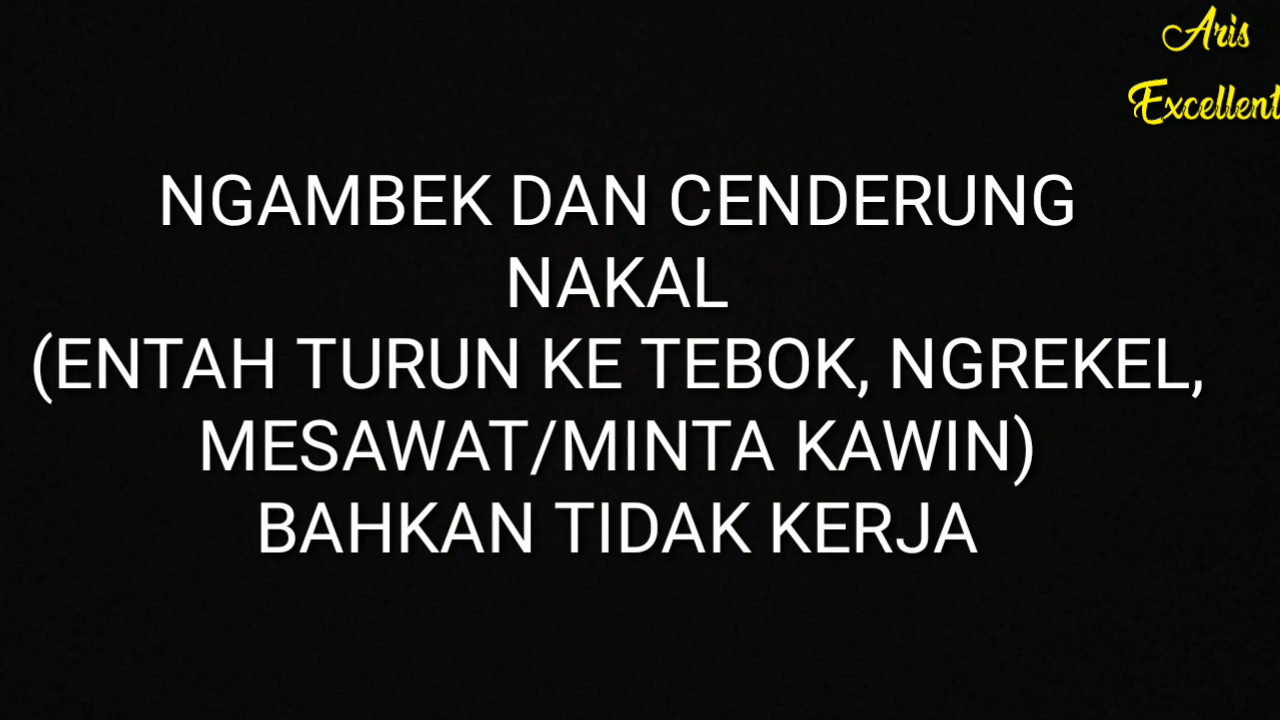 Aris
Excellent
NGAMBEK DAN CENDERUNG
NAKAL
(ENTAH TURUN KE TEBOK, NGREKEL,
MESAWAT/MINTA KAWIN)
BAHKAN TIDAK KERJA